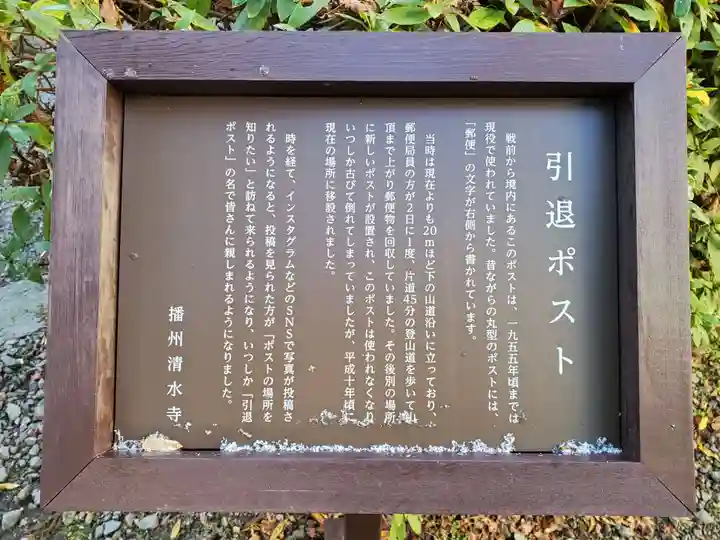 引退ポスト
戦前から境内にあるこのポストは、一九五五年頃までは
現役で使われていました。昔ながらの丸型のポストには、
「郵便」の文字が右側から書かれています。
当時は現在よりも20mほど下の山道沿いに立っており、
郵便局員の方が2日に1度、片道45分の登山道を歩いて山
頂まで上がり郵便物を回収していました。その後別の場所
に新しいポストが設置され、このポストは使われなくなり
いつしか古びて倒れてしまっていましたが、平成十年頃に
現在の場所に移設されました。
時を経て、インスタグラムなどのSNSで写真が投稿さ
れるようになると、投稿を見られた方が「ポストの場所を
知りたい」と訪ねて来られるようになり、いつしか「引退
ポスト」の名で皆さんに親しまれるようになりました。
播州清水寺